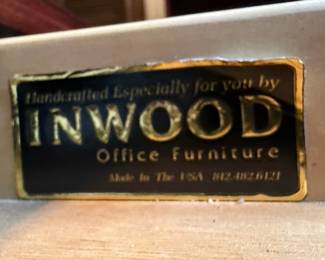 Handcrafted Especially for you by
INWOOD
Office Furniture
Made In The USA 812.482.6121